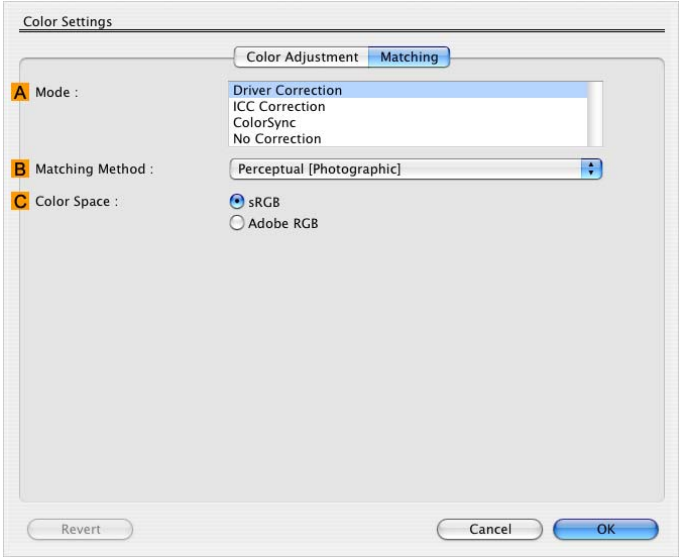 Color Settings
Color Adjustment Matching
A Mode : Driver Correction
ICC Correction
ColorSync
No Correction
B Matching Method : Perceptual [Photographic]
C Color Space : sRGB
Adobe RGB
Revert Cancel OK